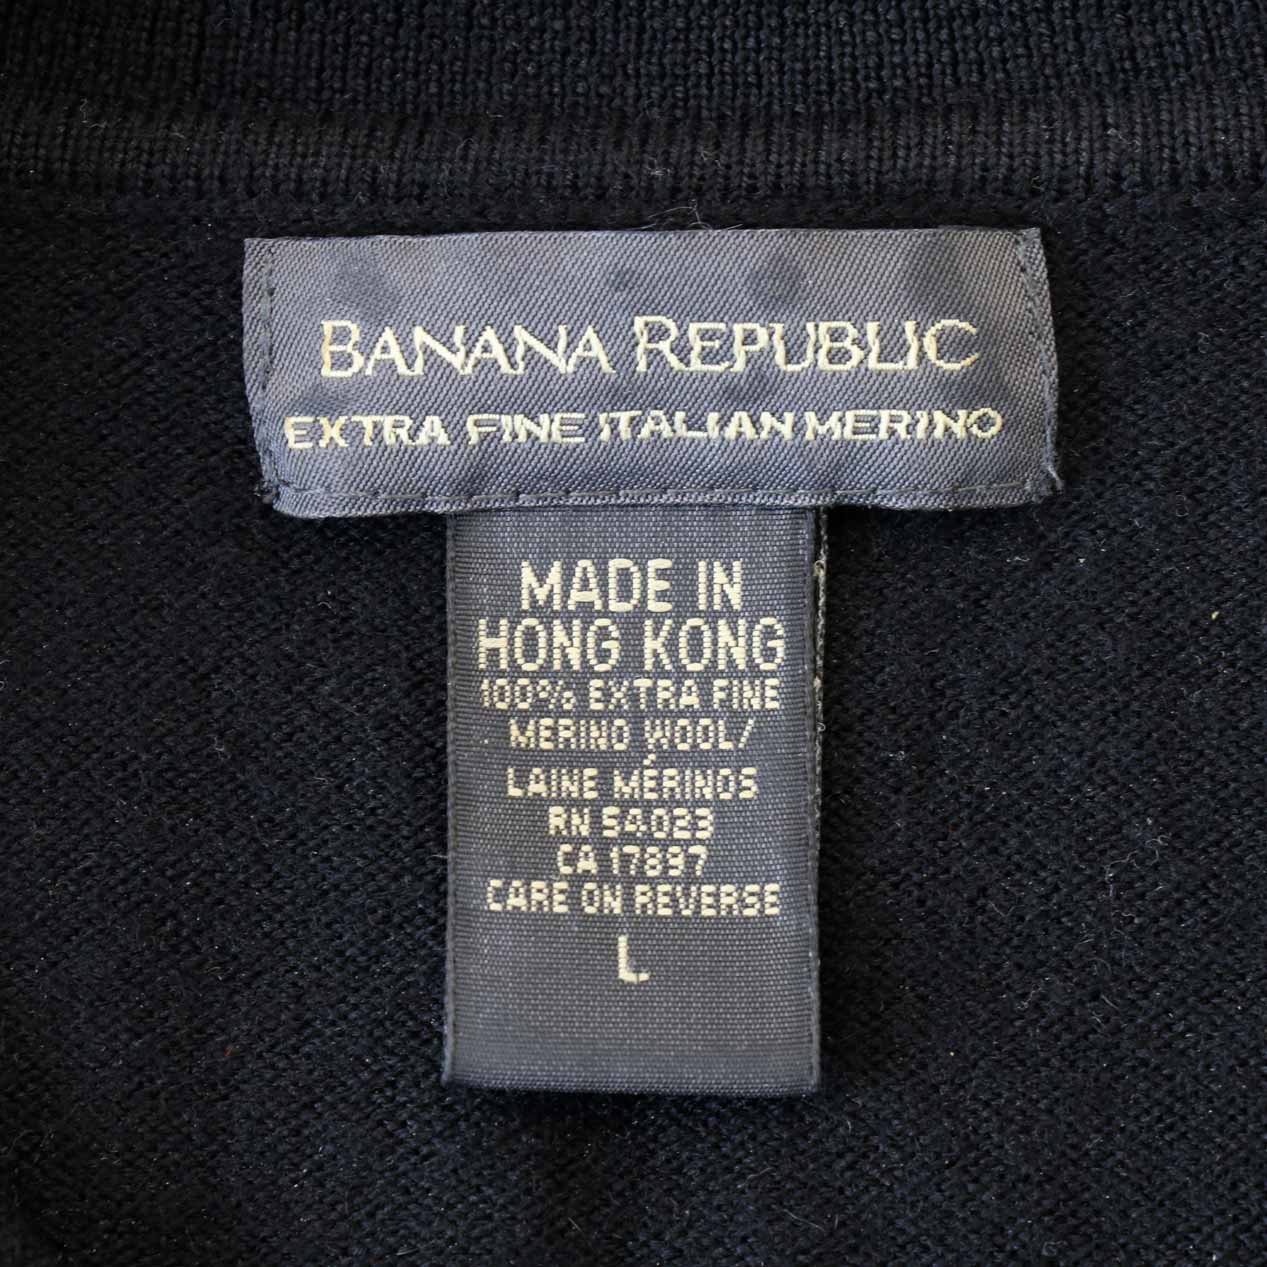 BANANA REPUBLIC
EXTRA FINE ITALIAN MERINO
MADE IN
HONG KONG
100% EXTRA FINE
MERINO WOOL/
LAINE MÉRINOS
RN 54023
CA 17897
CARE ON REVERSE
L